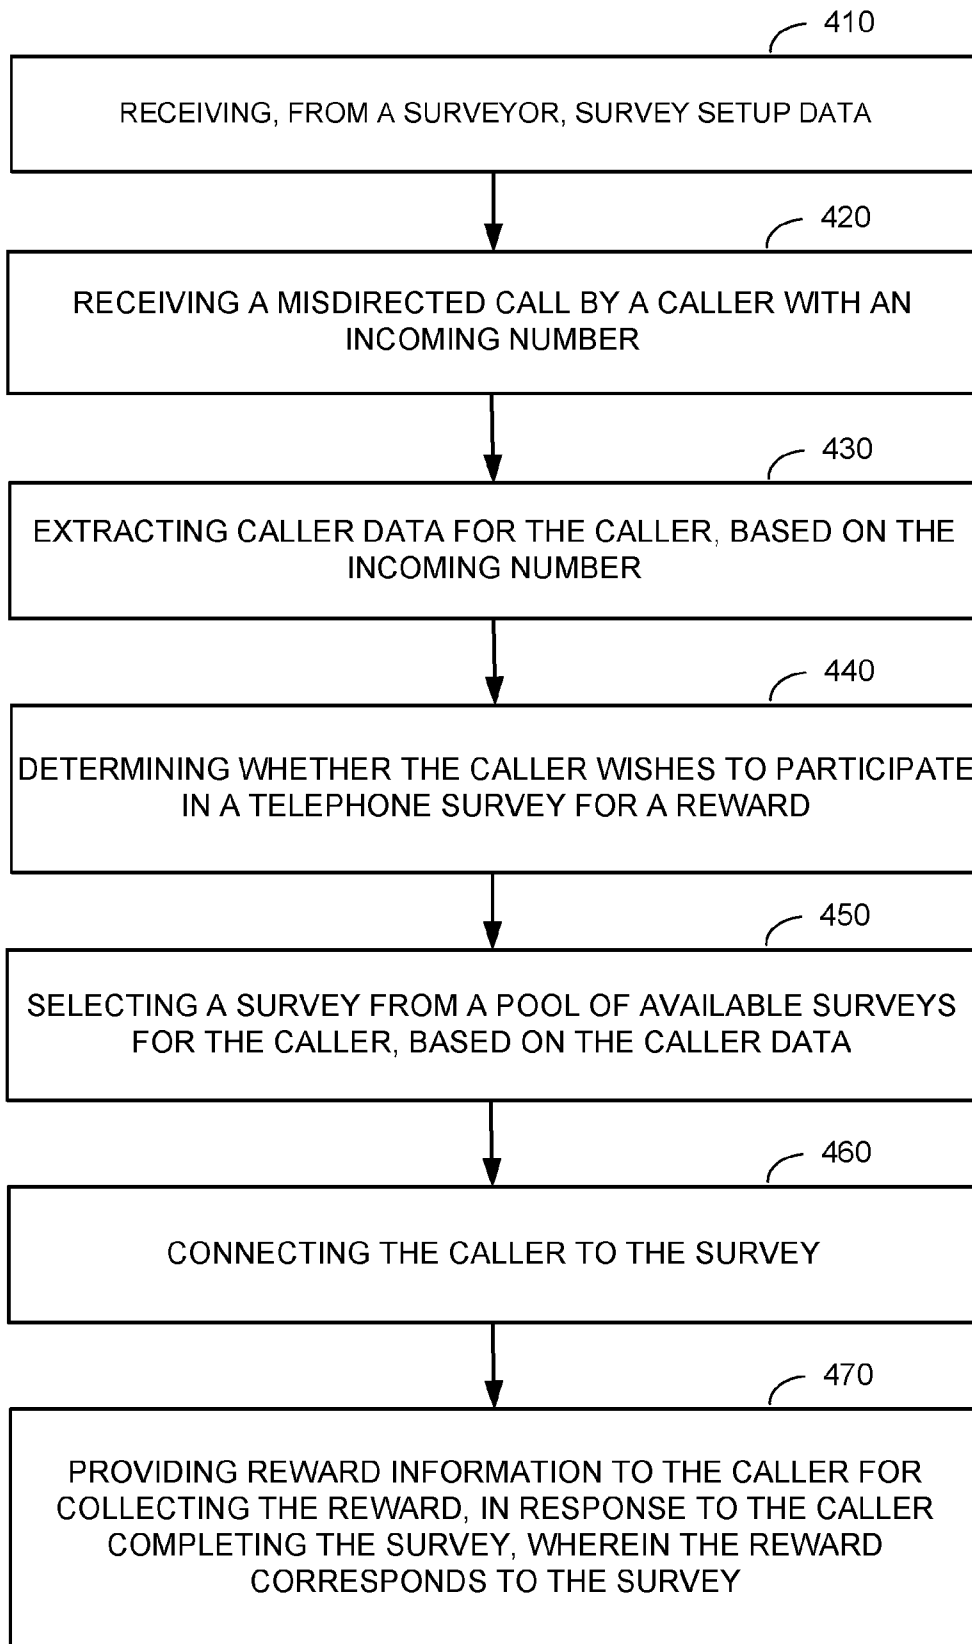 410
RECEIVING, FROM A SURVEYOR, SURVEY SETUP DATA
420
RECEIVING A MISDIRECTED CALL BY A CALLER WITH AN
INCOMING NUMBER
430
EXTRACTING CALLER DATA FOR THE CALLER, BASED ON THE
INCOMING NUMBER
440
DETERMINING WHETHER THE CALLER WISHES TO PARTICIPATE
IN A TELEPHONE SURVEY FOR A REWARD
450
SELECTING A SURVEY FROM A POOL OF AVAILABLE SURVEYS
FOR THE CALLER, BASED ON THE CALLER DATA
460
CONNECTING THE CALLER TO THE SURVEY
470
PROVIDING REWARD INFORMATION TO THE CALLER FOR
COLLECTING THE REWARD, IN RESPONSE TO THE CALLER
COMPLETING THE SURVEY, WHEREIN THE REWARD
CORRESPONDS TO THE SURVEY